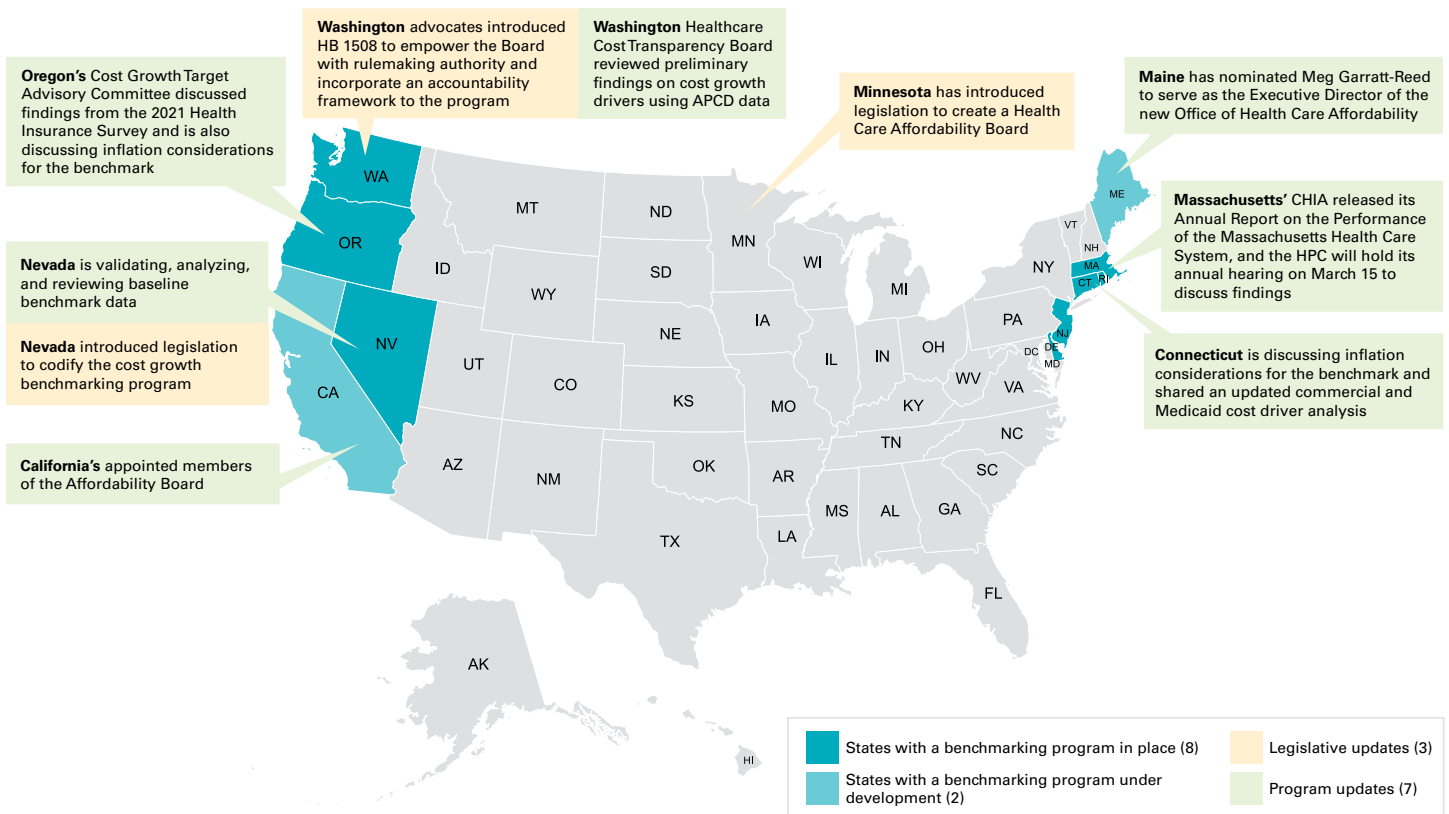 Washington advocates introduced
HB 1508 to empower the Board
with rulemaking authority and
incorporate an accountability
framework to the program
Washington Healthcare
Cost Transparency Board
reviewed preliminary
findings on cost growth
drivers using APCD data
Oregon's Cost Growth Target
Advisory Committee discussed
findings from the 2021 Health
Insurance Survey and is also
discussing inflation considerations
for the benchmark
Minnesota has introduced
legislation to create a Health
Care Affordability Board
Maine has nominated Meg Garratt-Reed
to serve as the Executive Director of the
new Office of Health Care Affordability
Massachusetts' CHIA released its
Annual Report on the Performance
of the Massachusetts Health Care
System, and the HPC will hold its
annual hearing on March 15 to
discuss findings
Nevada is validating, analyzing,
and reviewing baseline
benchmark data
Nevada introduced legislation
to codify the cost growth
benchmarking program
Connecticut is discussing inflation
considerations for the benchmark and
shared an updated commercial and
Medicaid cost driver analysis
California's appointed members
of the Affordability Board
WA
OR
ID
MT
ND
MN
SD
WY
NE
IA
WI
MI
NY
VT
NH
ME
MA
CT
RI
NJ
PA
DE
DC
MD
NV
CA
UT
CO
KS
MO
IL
IN
OH
WV
VA
KY
TN
NC
SC
AZ
NM
OK
AR
MS
AL
GA
TX
LA
FL
AK
HI
States with a benchmarking program in place (8)
States with a benchmarking program under
development (2)
Legislative updates (3)
Program updates (7)